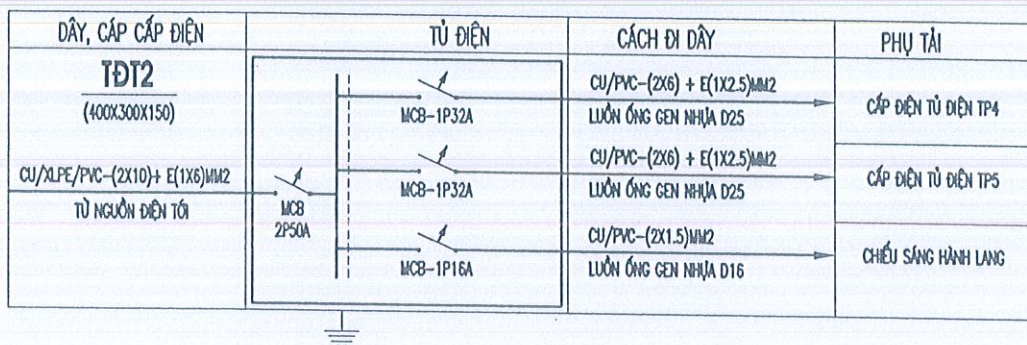 DÂY, CÁP CẤP ĐIỆN
TỦ ĐIỆN
CÁCH ĐI DÂY
PHỤ TẢI
TĐT2
(400X300X150)
CU/XLPE/PVC-(2X10)+ E(1X6)MM2
TỪ NGUỒN ĐIỆN TỚI
MCB
2P50A
MCB-1P32A
CU/PVC-(2X6) + E(1X2.5)MM2
LUỒN ỐNG GEN NHỰA D25
CẤP ĐIỆN TỦ ĐIỆN TP4
MCB-1P32A
CU/PVC-(2X6) + E(1X2.5)MM2
LUỒN ỐNG GEN NHỰA D25
CẤP ĐIỆN TỦ ĐIỆN TP5
MCB-1P16A
CU/PVC-(2X1.5)MM2
LUỒN ỐNG GEN NHỰA D16
CHIẾU SÁNG HÀNH LANG